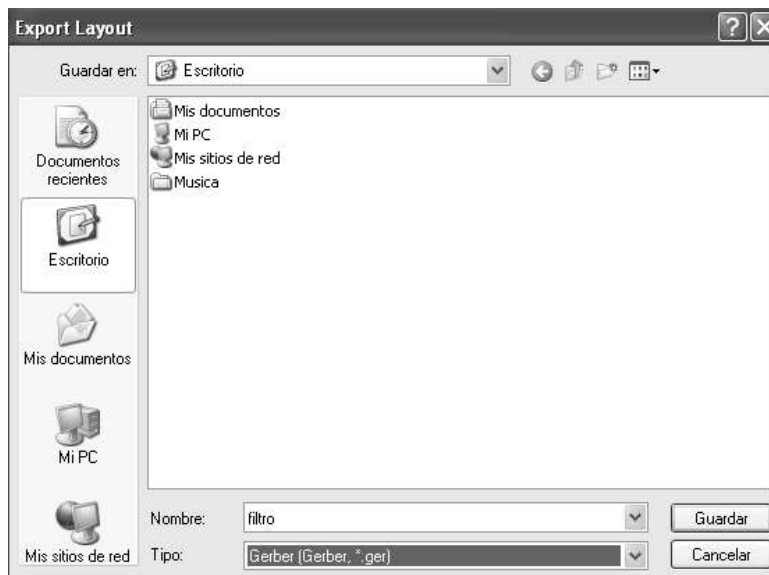 Export Layout
Guardar en: Escritorio
Mis documentos
Mi PC
Mis sitios de red
Musica
Documentos
recientes
Escritorio
Mis documentos
Mi PC
Mis sitios de red
Nombre: filtro Guardar
Tipo: Gerber (Gerber, *.ger) Cancelar